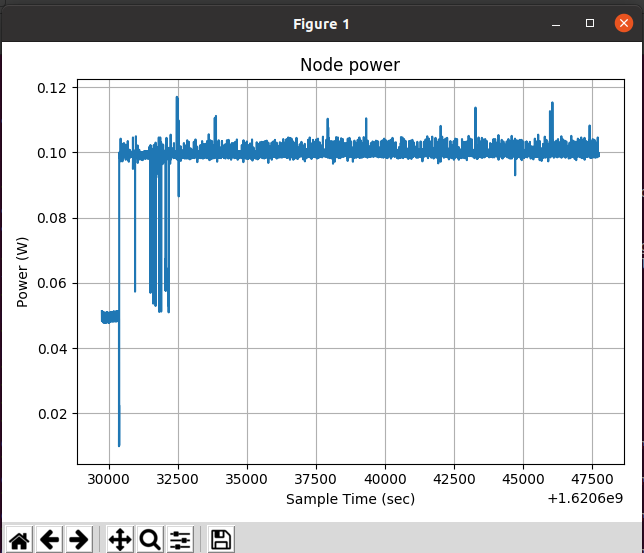 Figure 1
Node power
0.12
0.10
0.08
0.06
0.04
0.02
Power (W)
30000 32500 35000 37500 40000 42500 45000 47500
Sample Time (sec)
+1.6206e9